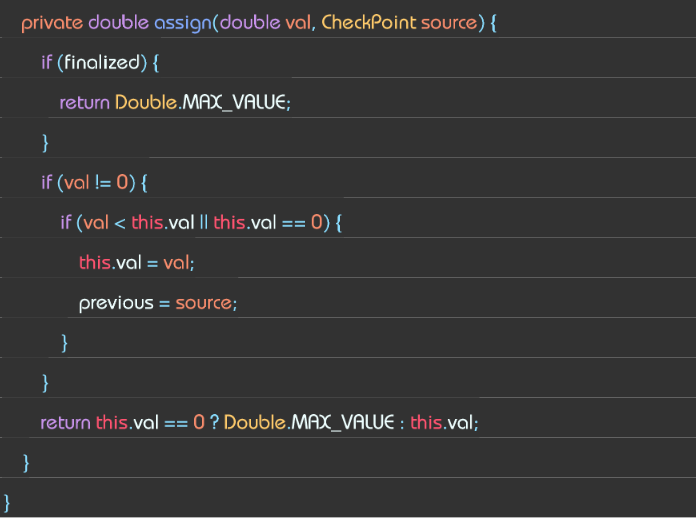 private double assign(double val, CheckPoint source) {
if (finalized) {
return Double.MAX_VALUE;
}
if (val != 0) {
if (val < this.val || this.val == 0) {
this.val = val;
previous = source;
}
}
return this.val == 0 ? Double.MAX_VALUE : this.val;
}
}